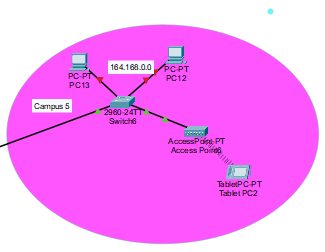 164.168.0.0
PC-PT
PC13
PC-PT
PC12
Campus 5
2960-24TT
Switch6
AccessPoint-PT
Access Point6
TabletPC-PT
Tablet PC2